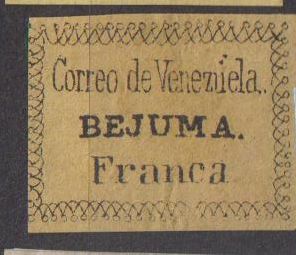 Correo de Venezuela.
BEJUMA.
Franca